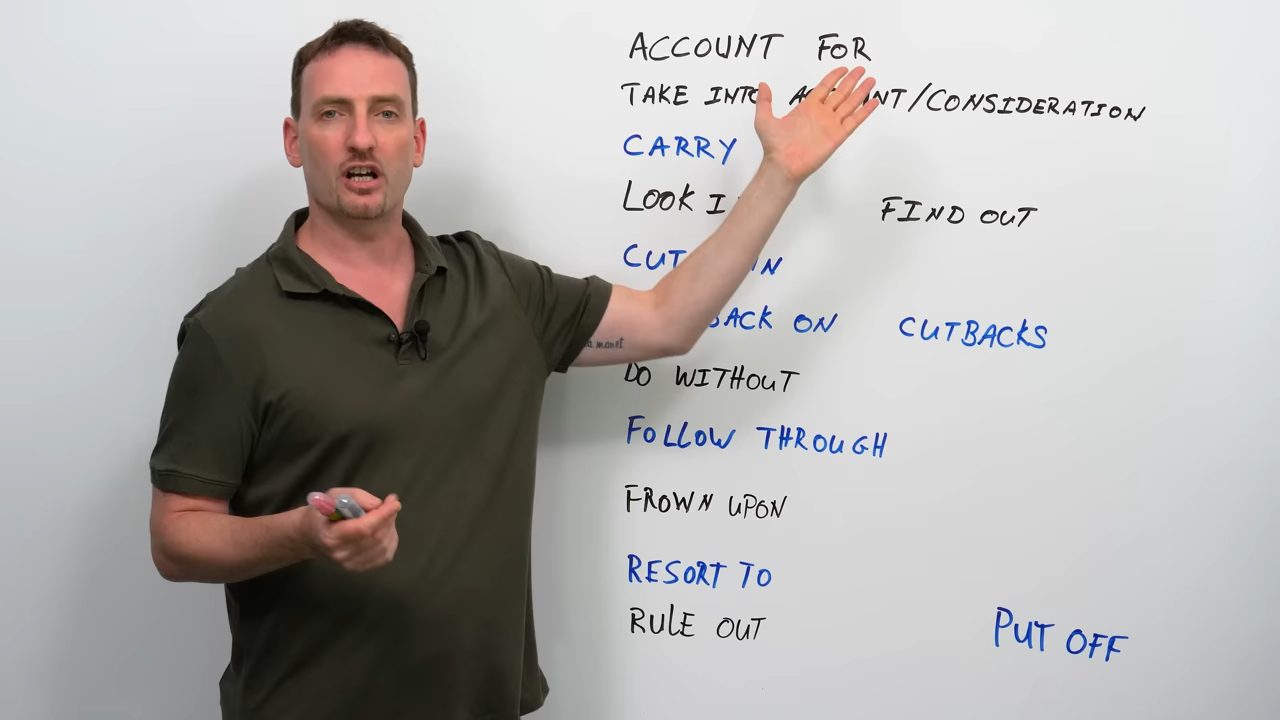 ACCOUNT FOR
TAKE INTO /CONSIDERATION
CARRY
LOOK FIND OUT
CUT
BACK ON CUTBACKS
DO WITHOUT
FOLLOW THROUGH
FROWN UPON
RESORT TO
RULE OUT PUT OFF
manet